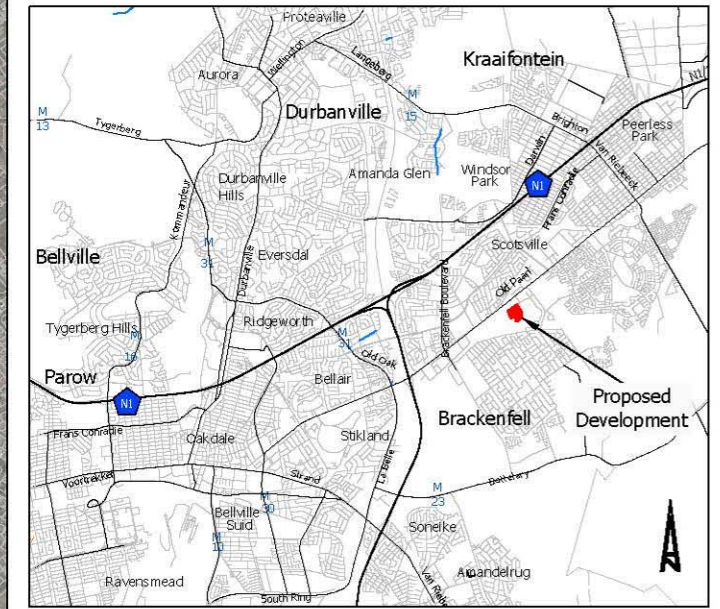 Proteaville
Kraaifontein
Wellington
Aurora
Langeberg
N1
M
13
M
15
Durbanville
Brighton
Peerless
Park
Tygerberg
Darwin
Van Riebeeck
Durbanville
Hills
Amanda Glen
Windsor
Park
N1
Frans Conradie
Kommandeur
M
31
Bellville
Eversdal
Durbanville
Scotsville
Old Paarl
Brackenfell Boulevard
Tygerberg Hills
M
16
Ridgeworth
M
31
Old Oak
Parow
N1
Bellair
Proposed
Development
Brackenfell
Frans Conradie
Oakdale
Stikland
La Belle
Voortrekker
Strand
Bottelary
M
23
Bellville
Suid
M
30
M
10
Soneike
Amandelrug
Ravensmead
South Ring
N